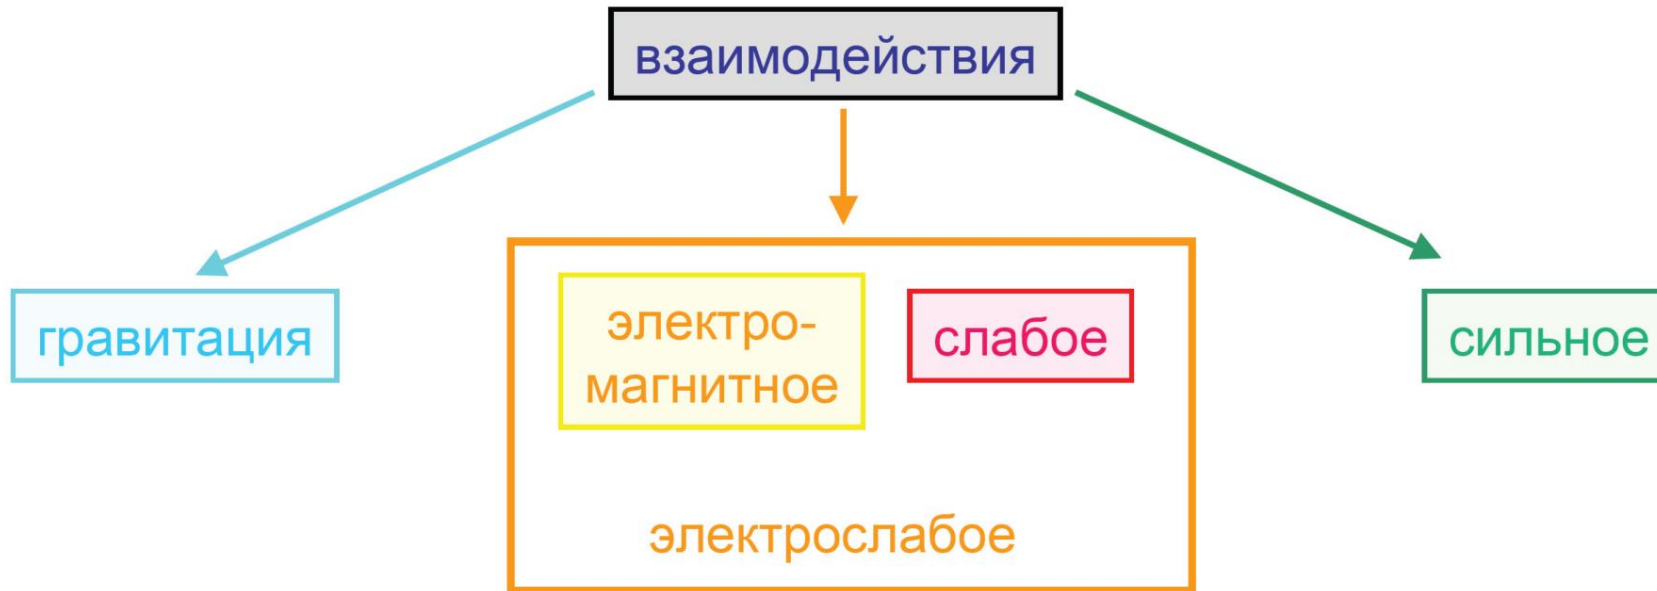 взаимодействия
гравитация
электро-
магнитное
слабое
сильное
электрослабое